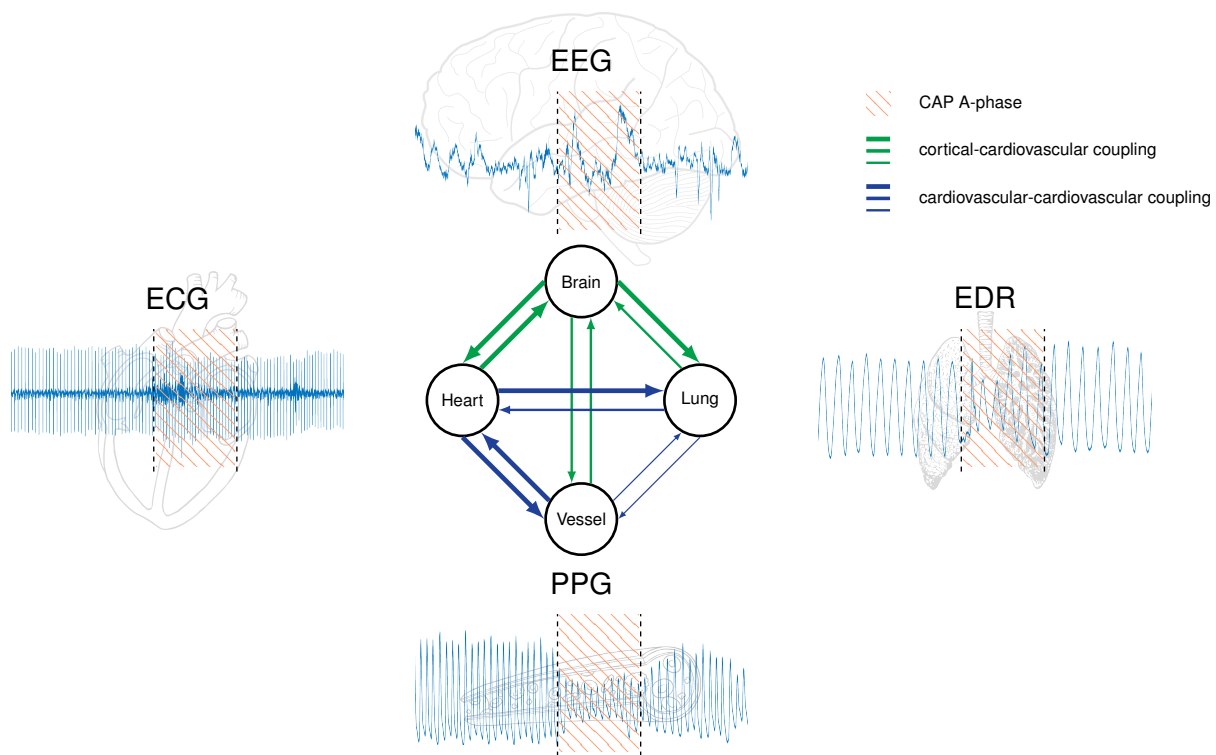 EEG
CAP A-phase
cortical-cardiovascular coupling
cardiovascular-cardiovascular coupling
Brain
ECG
EDR
Heart
Lung
Vessel
PPG